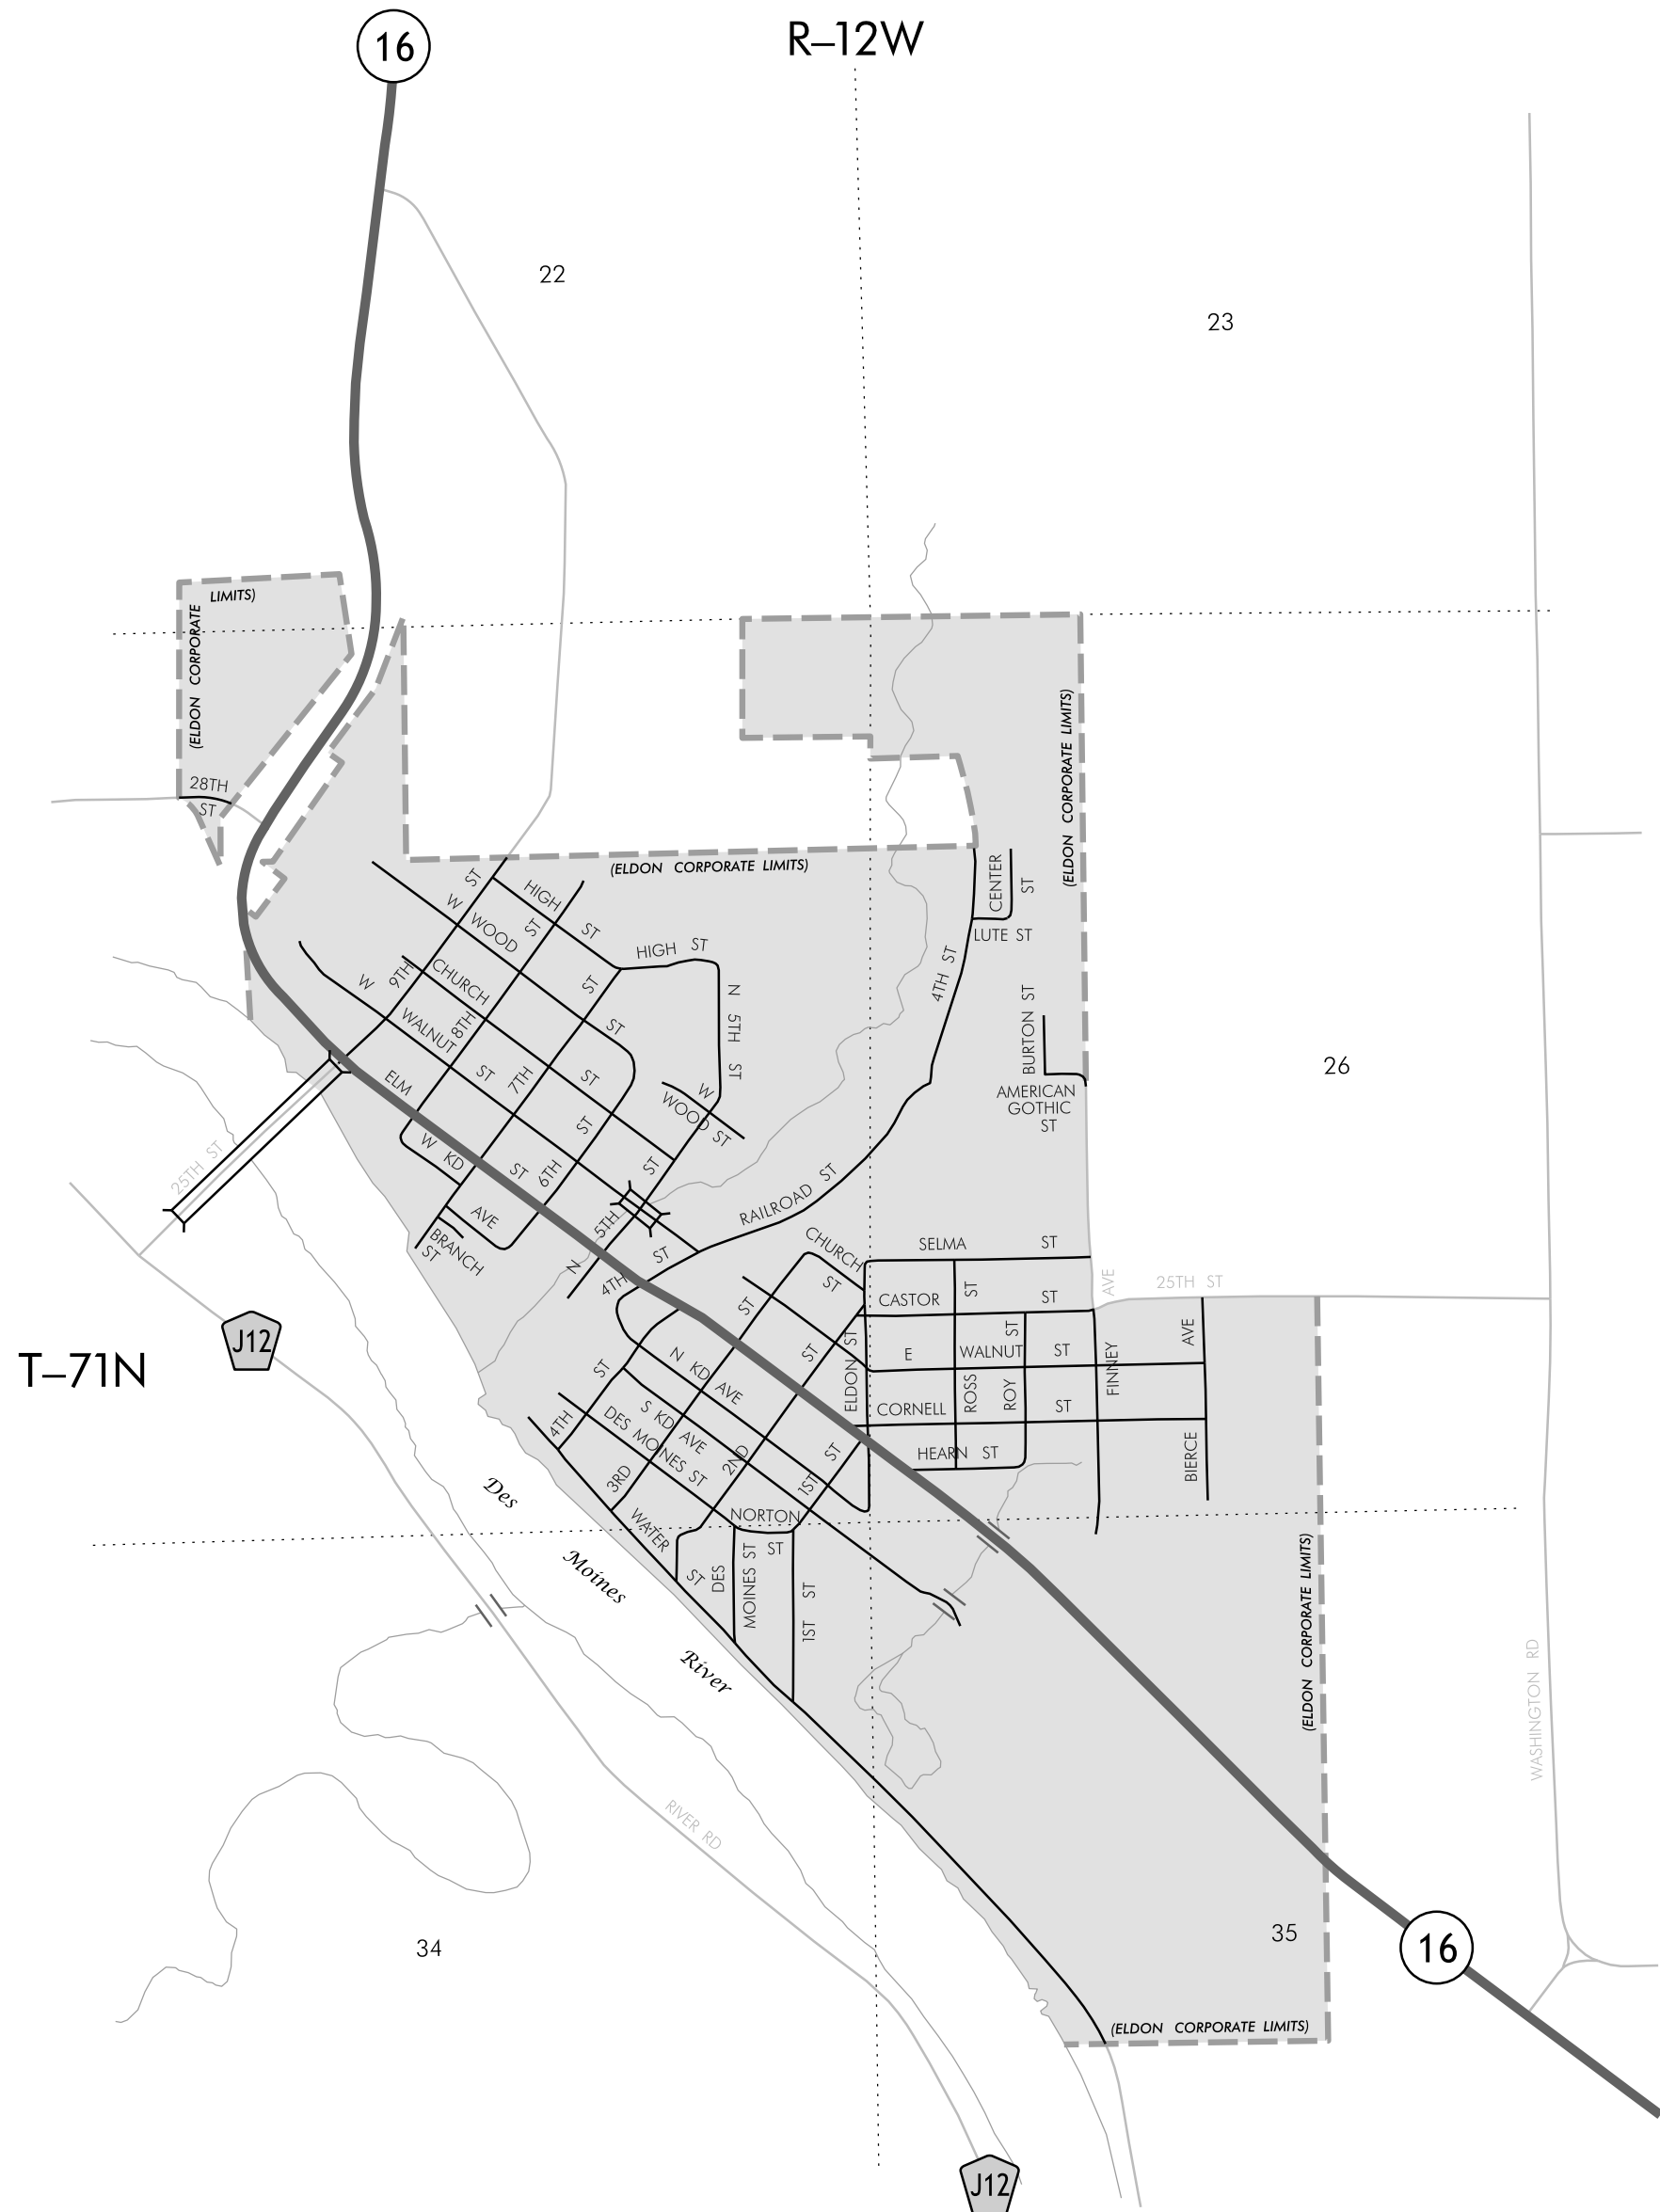 16
R–12W
22
23
(ELDON CORPORATE
LIMITS)
28TH
ST
(ELDON CORPORATE LIMITS)
(ELDON CORPORATE LIMITS)
9TH ST
W WOOD ST
HIGH ST
HIGH ST
8TH ST
W CHURCH ST
W WALNUT ST
7TH ST
ELM ST
6TH ST
N 5TH ST
W
WOOD ST
N 5TH ST
W KD AVE
BRANCH
ST
25TH ST
CENTER ST
LUTE ST
4TH ST
BURTON ST
AMERICAN
GOTHIC
ST
26
RAILROAD ST
4TH ST
CHURCH
ST
SELMA ST
CASTOR ST
AVE
25TH ST
E WALNUT ST
ELDON ST
ROSS ST
ROY ST
FINNEY
BIERCE AVE
CORNELL ST
HEARN ST
J12
T–71N
N KD AVE
S KD AVE
DES MOINES ST
4TH ST
3RD ST
2ND ST
1ST ST
NORTON
ST
WATER ST
DES
MOINES ST
1ST ST
Des
Moines
River
(ELDON CORPORATE LIMITS)
WASHINGTON RD
RIVER RD
34
35
16
(ELDON CORPORATE LIMITS)
J12